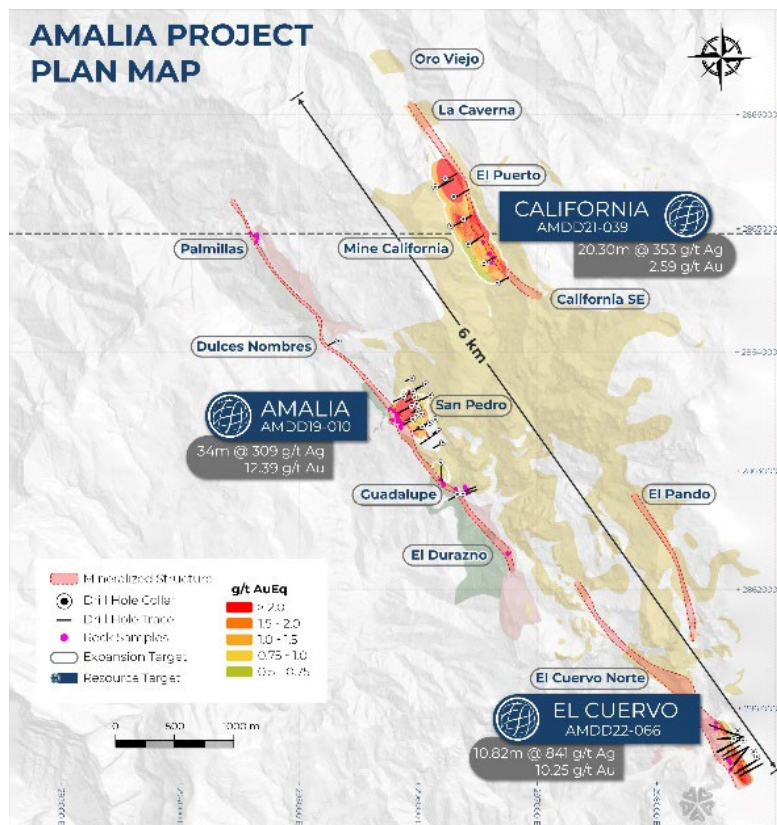 AMALIA PROJECT
PLAN MAP
Oro Viejo
La Caverna
El Puerto
CALIFORNIA
AMDD21-039
20.30m @ 353 g/t Ag
2.59 g/t Au
Palmillas
Mine California
California SE
6 km
Dulces Nombres
AMALIA
AMDD19-010
34m @ 309 g/t Ag
12.39 g/t Au
San Pedro
Guadalupe
El Pando
El Durazno
Mineralized Structure
Drill Hole Collar
Drill Hole Trace
Rock Samples
Expansion Target
Resource Target
g/t AuEq
> 2.0
1.5 - 2.0
1.0 - 1.5
0.75 - 1.0
0.5 - 0.75
0 500 1000 m
El Cuervo Norte
EL CUERVO
AMDD22-066
10.82m @ 841 g/t Ag
10.25 g/t Au